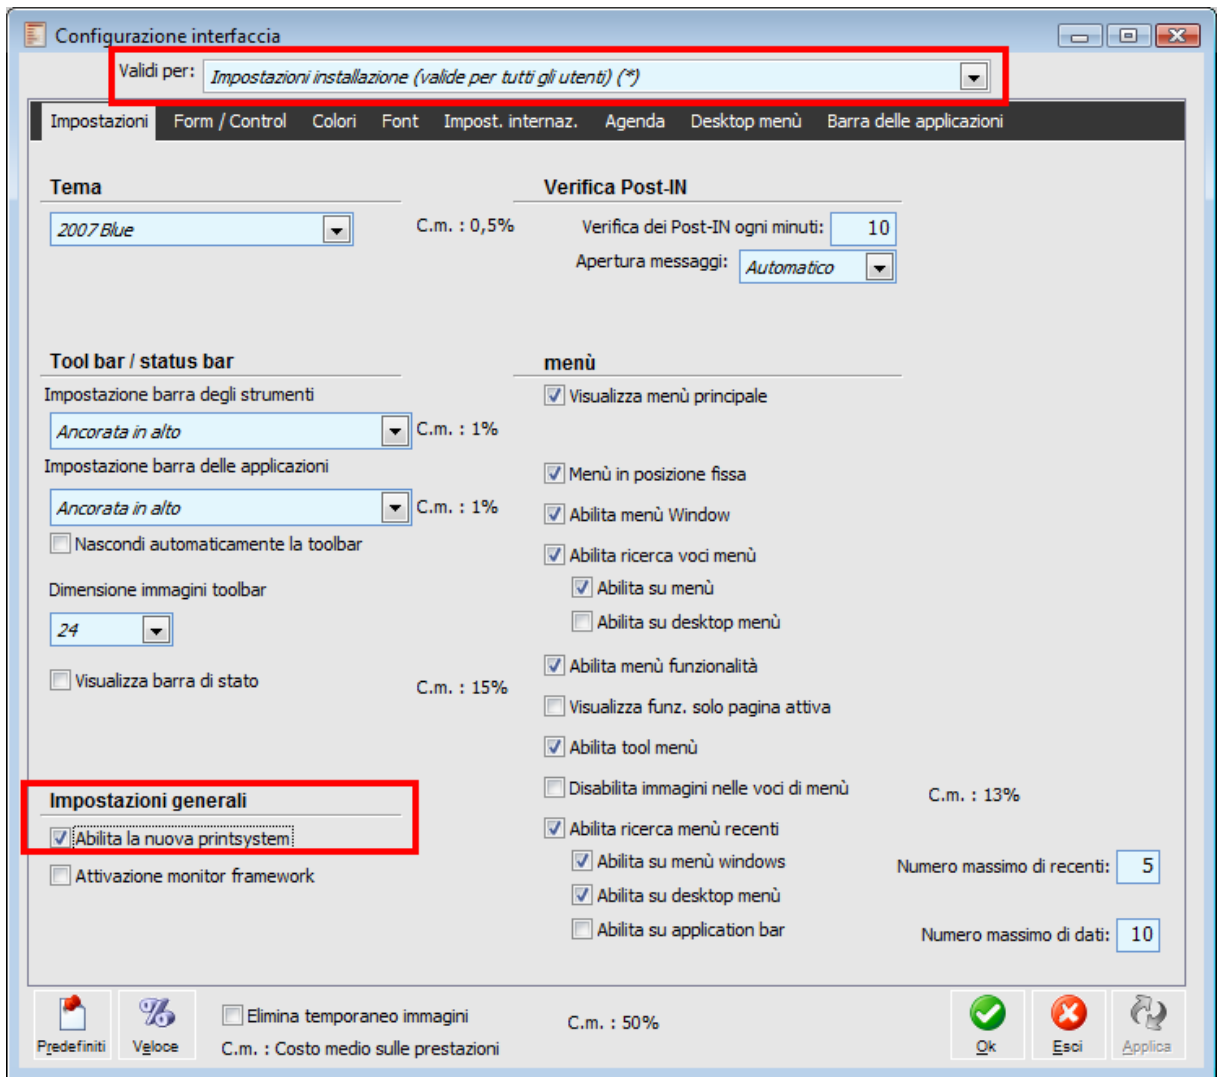 Configurazione interfaccia
Validi per: Impostazioni installazione (valide per tutti gli utenti) (*)
Impostazioni Form / Control Colori Font Impost. internaz. Agenda Desktop menù Barra delle applicazioni
Tema
2007 Blue
C.m. : 0,5%
Verifica Post-IN
Verifica dei Post-IN ogni minuti: 10
Apertura messaggi: Automatico
Tool bar / status bar
Impostazione barra degli strumenti
Ancorata in alto
C.m. : 1%
Impostazione barra delle applicazioni
Ancorata in alto
C.m. : 1%
Nascondi automaticamente la toolbar
Dimensione immagini toolbar
24
Visualizza barra di stato
C.m. : 15%
menù
Visualizza menù principale
Menù in posizione fissa
Abilita menù Window
Abilita ricerca voci menù
Abilita su menù
Abilita su desktop menù
Abilita menù funzionalità
Visualizza funz. solo pagina attiva
Abilita tool menù
Disabilita immagini nelle voci di menù
C.m. : 13%
Abilita ricerca menù recenti
Abilita su menù windows
Numero massimo di recenti: 5
Abilita su desktop menù
Abilita su application bar
Numero massimo di dati: 10
Impostazioni generali
Abilita la nuova printsystem
Attivazione monitor framework
Predefiniti
Veloce
Elimina temporaneo immagini
C.m. : 50%
C.m. : Costo medio sulle prestazioni
Ok
Esci
Applica